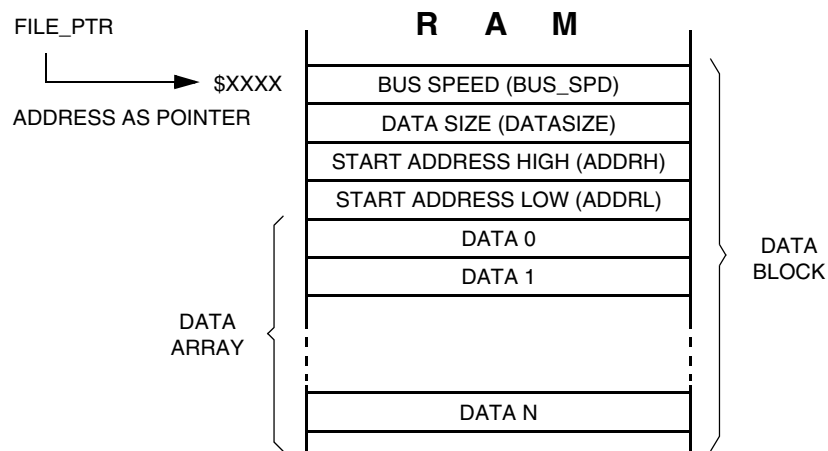 R A M
FILE_PTR
$XXXX
ADDRESS AS POINTER
BUS SPEED (BUS_SPD)
DATA SIZE (DATASIZE)
START ADDRESS HIGH (ADDRH)
START ADDRESS LOW (ADDRL)
DATA 0
DATA 1
DATA N
DATA
ARRAY
DATA
BLOCK